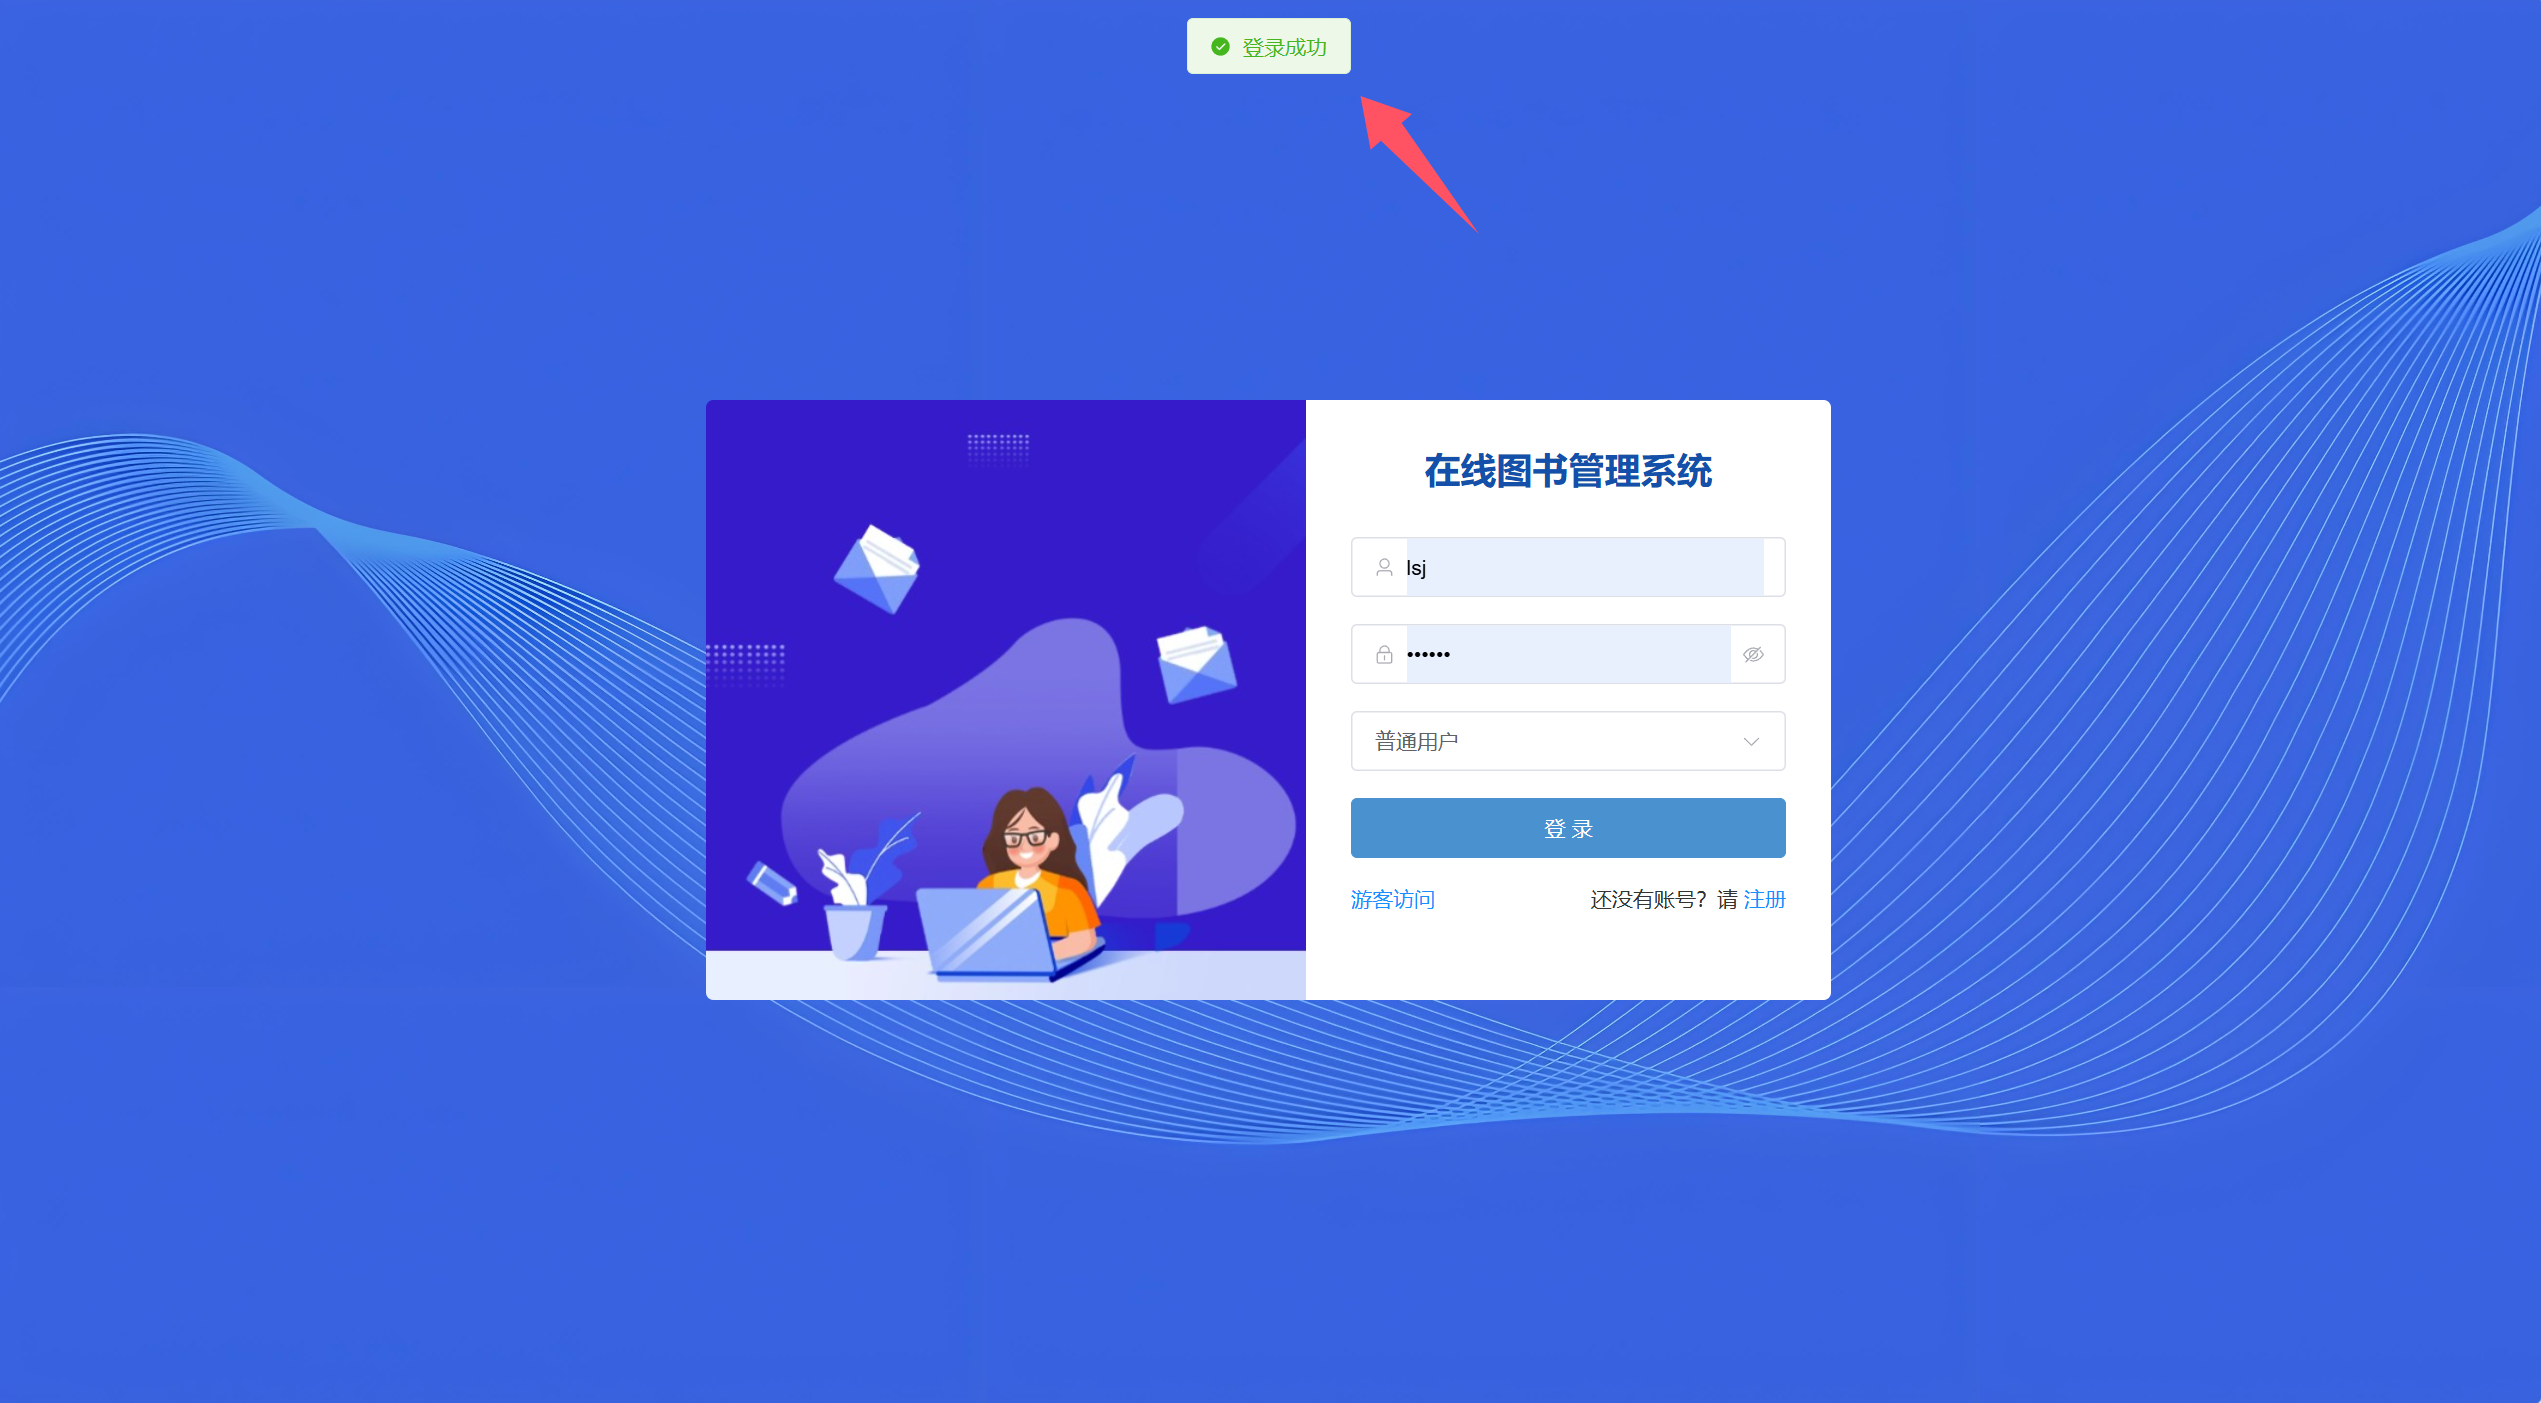 登录成功
在线图书管理系统
lsj
••••••
普通用户
登 录
游客访问
还没有账号？请 注册